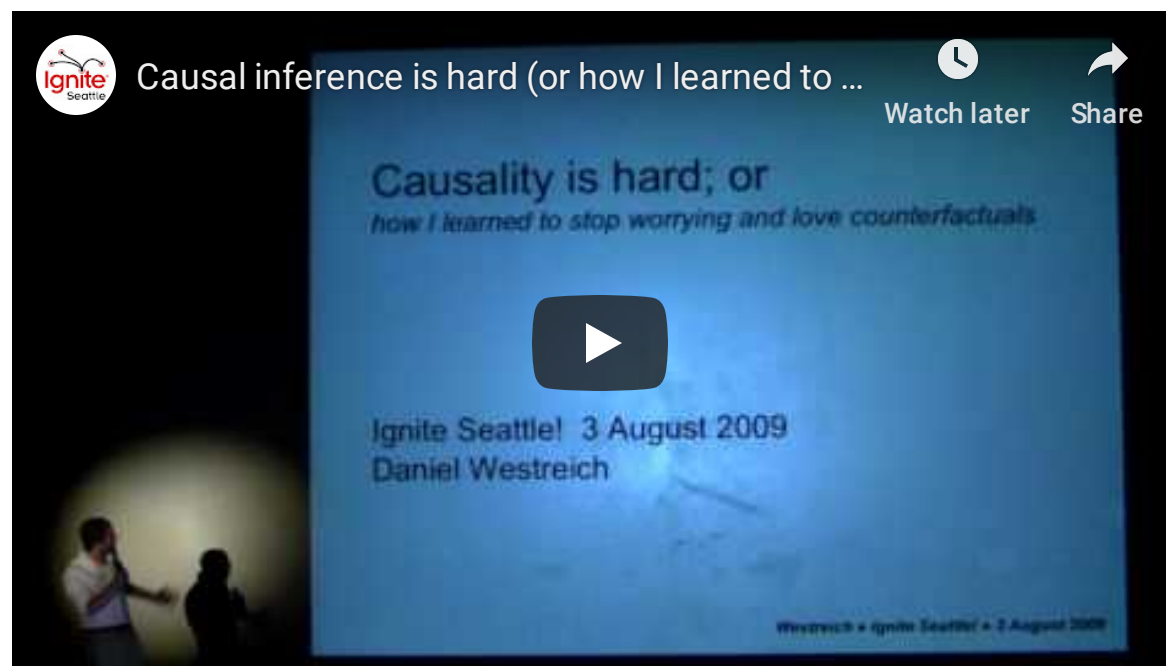 Ignite
Seattle
Causal inference is hard (or how I learned to ...
Watch later
Share
Causality is hard; or
how I learned to stop worrying and love counterfactuals
Ignite Seattle! 3 August 2009
Daniel Westreich
Westreich • Ignite Seattle! • 3 August 2009